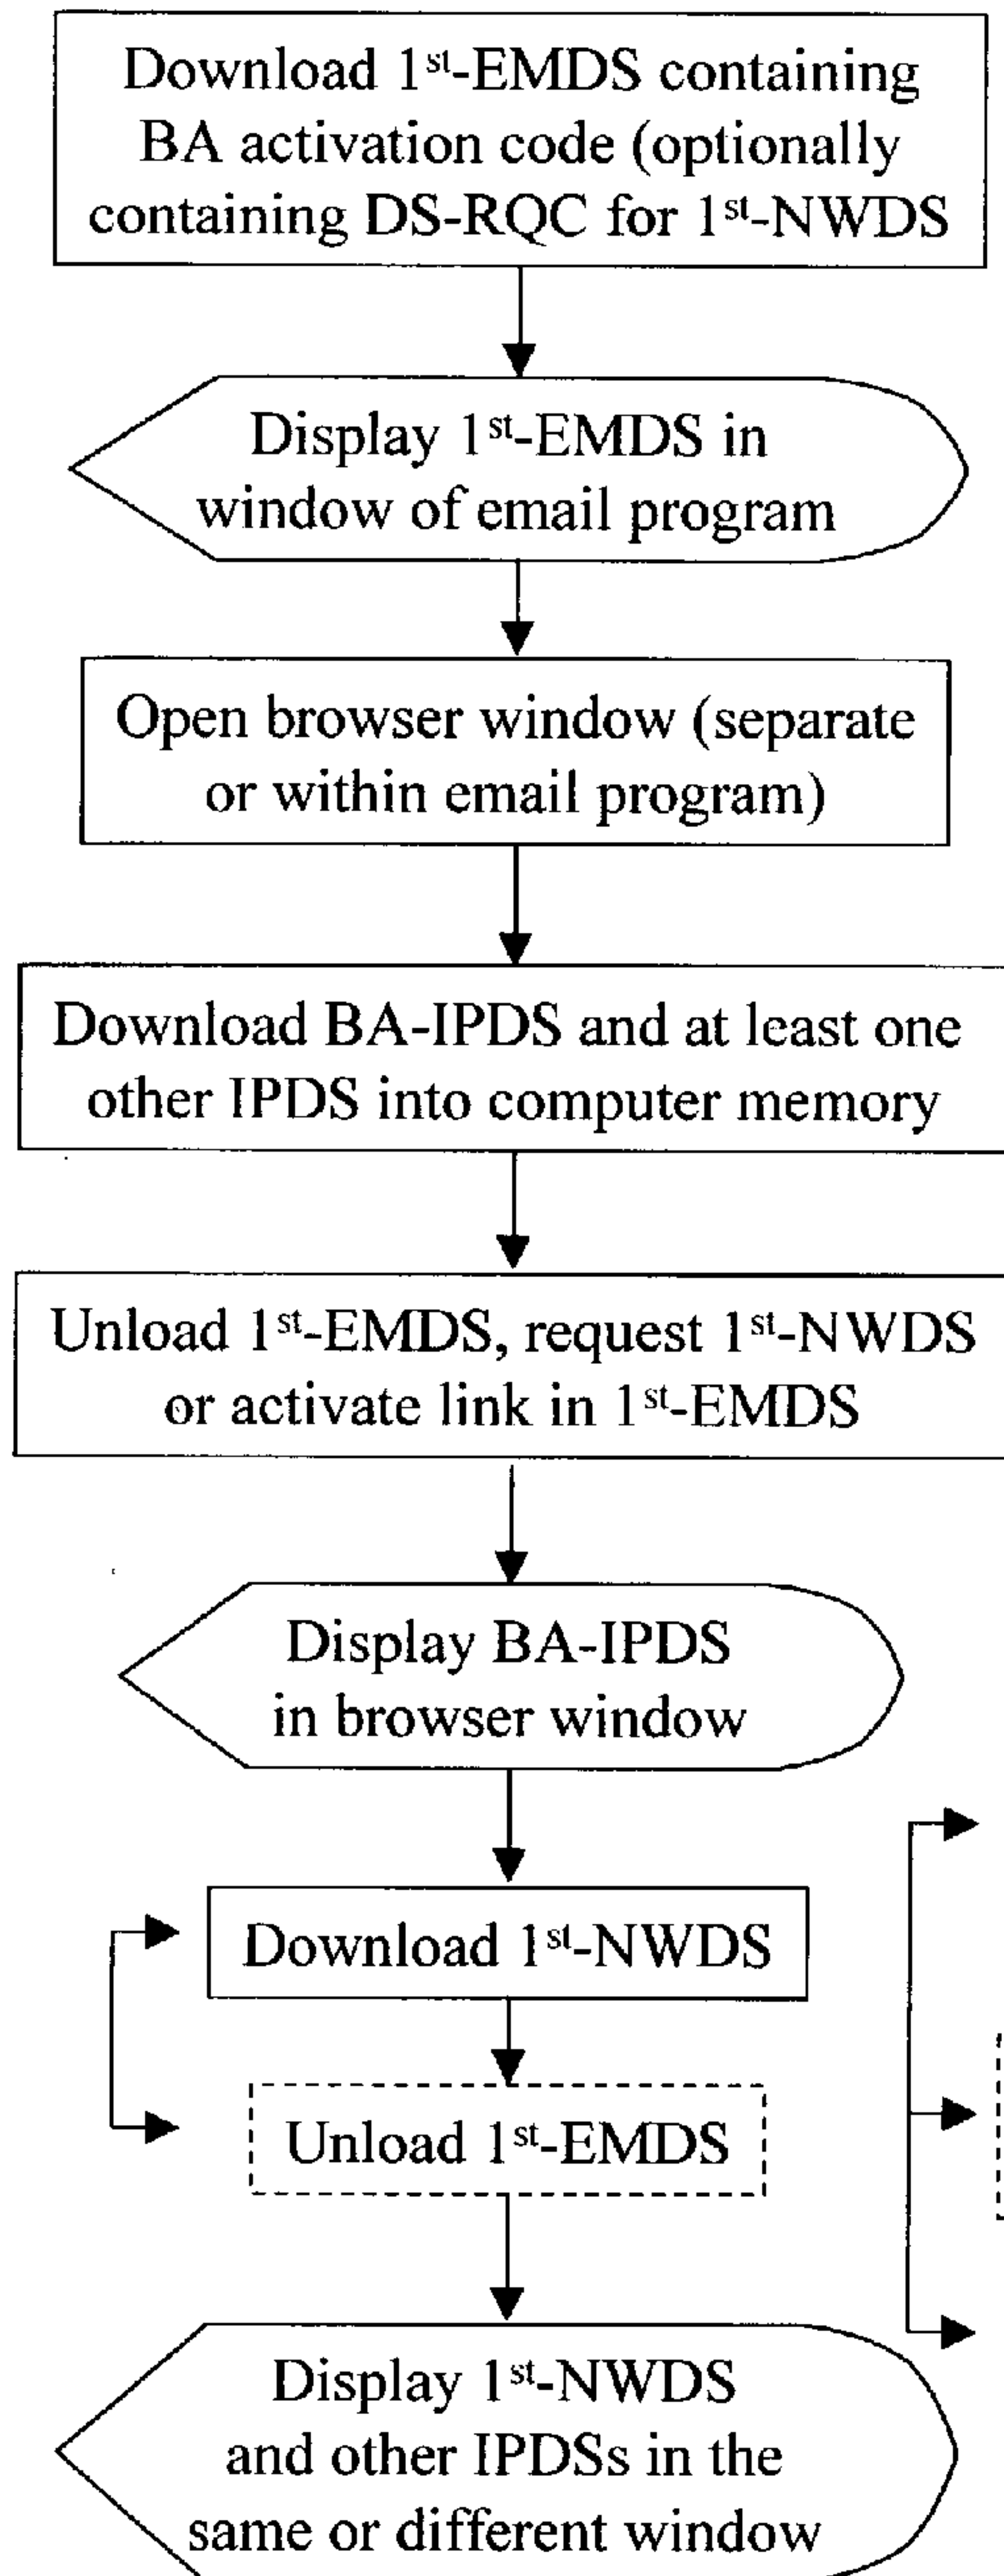 Download 1st-EMDS containing
BA activation code (optionally
containing DS-RQC for 1st-NWDS
Display 1st-EMDS in
window of email program
Open browser window (separate
or within email program)
Download BA-IPDS and at least one
other IPDS into computer memory
Unload 1st-EMDS, request 1st-NWDS
or activate link in 1st-EMDS
Display BA-IPDS
in browser window
Download 1st-NWDS
Unload 1st-EMDS
Display 1st-NWDS
and other IPDSs in the
same or different window